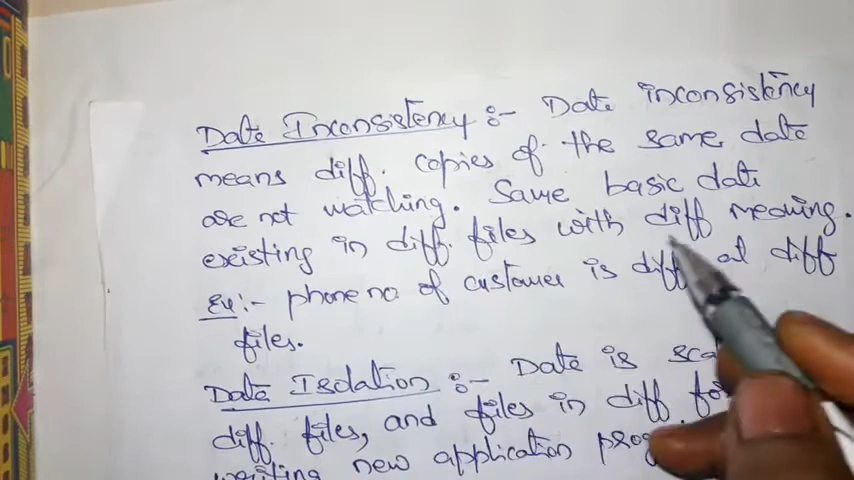 Data Inconsistency :- Data inconsistency
means diff. copies of the same data
are not matching. Same basic data
existing in diff. files with diff meaning.
Ex:- phone no of customer is diff at diff
files.
Data Isolation :- Data is
diff. files, and files in diff
writing new application